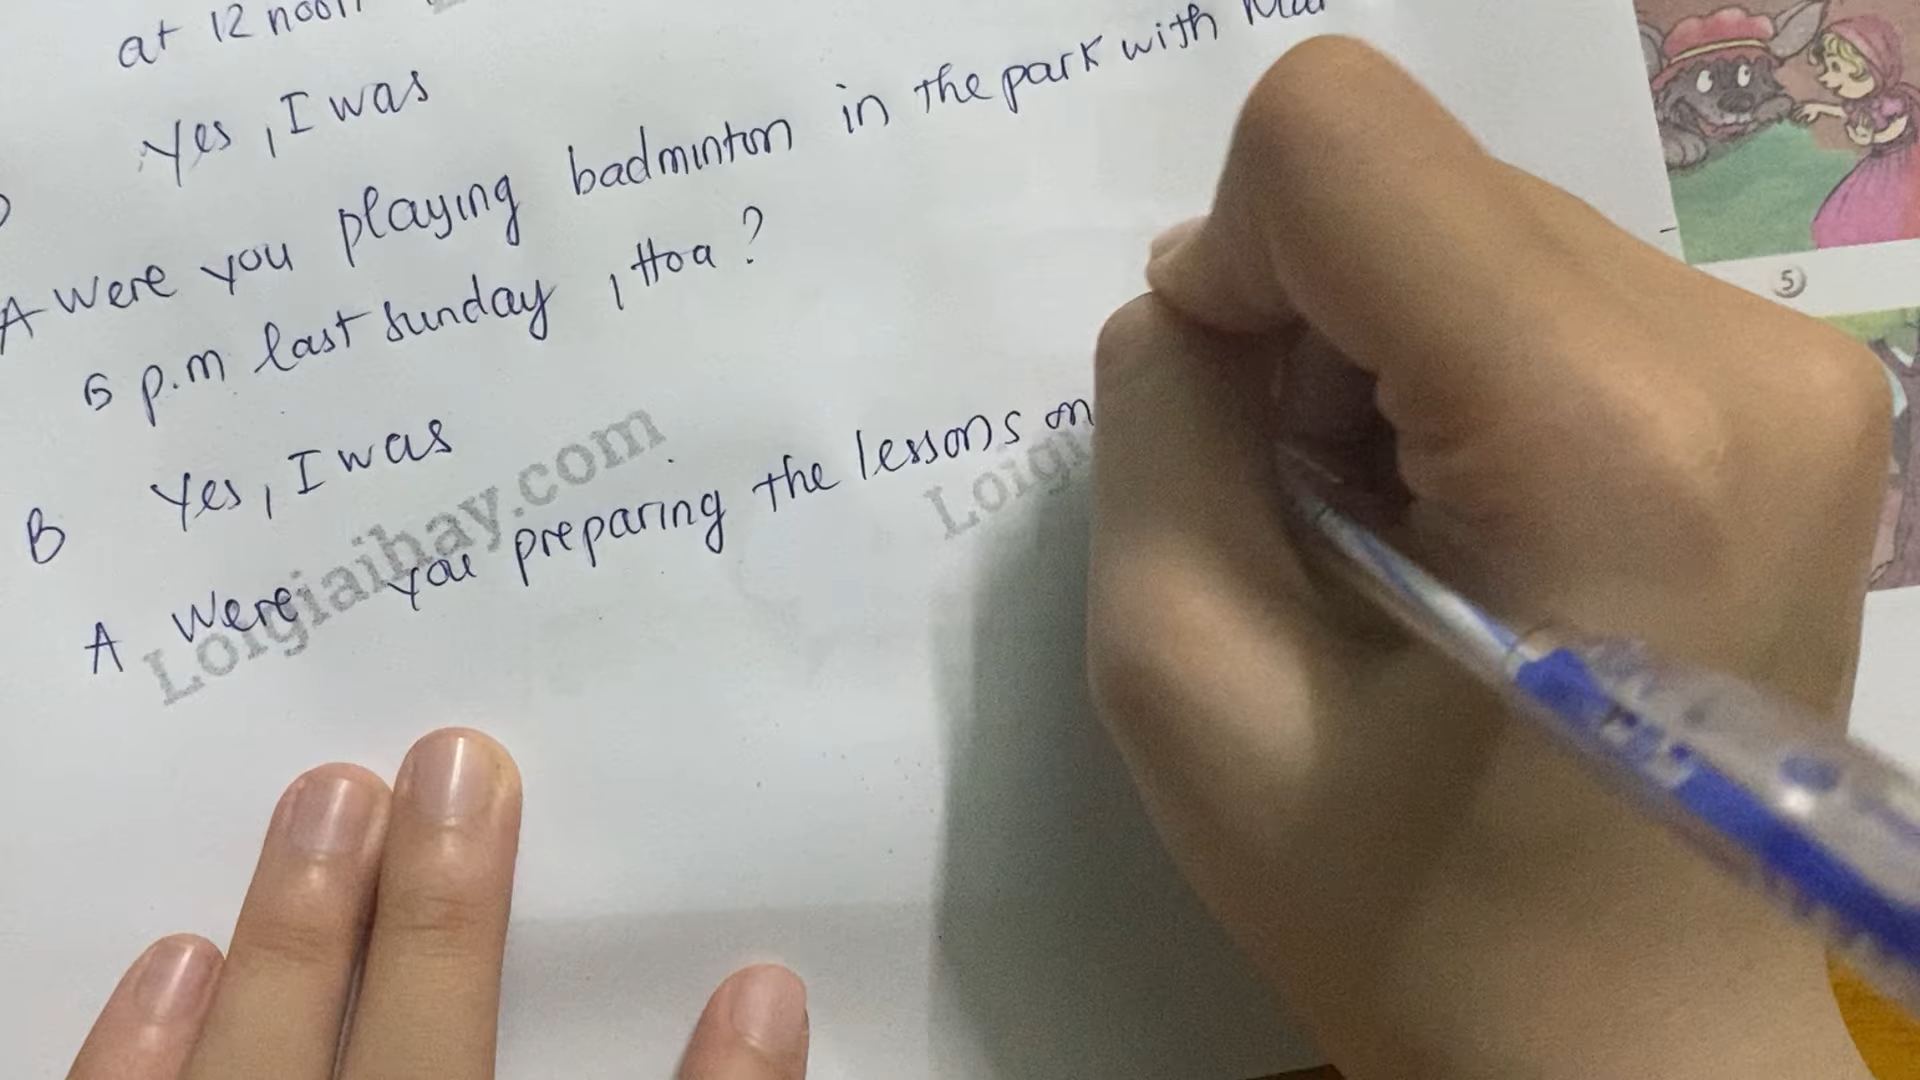 at 12 noon
Yes, I was
A Were you playing badminton in the park with
5 p.m last sunday, Hoa?
B Yes, I was
A Were you preparing the lessons on
Loigiaihay.com
5